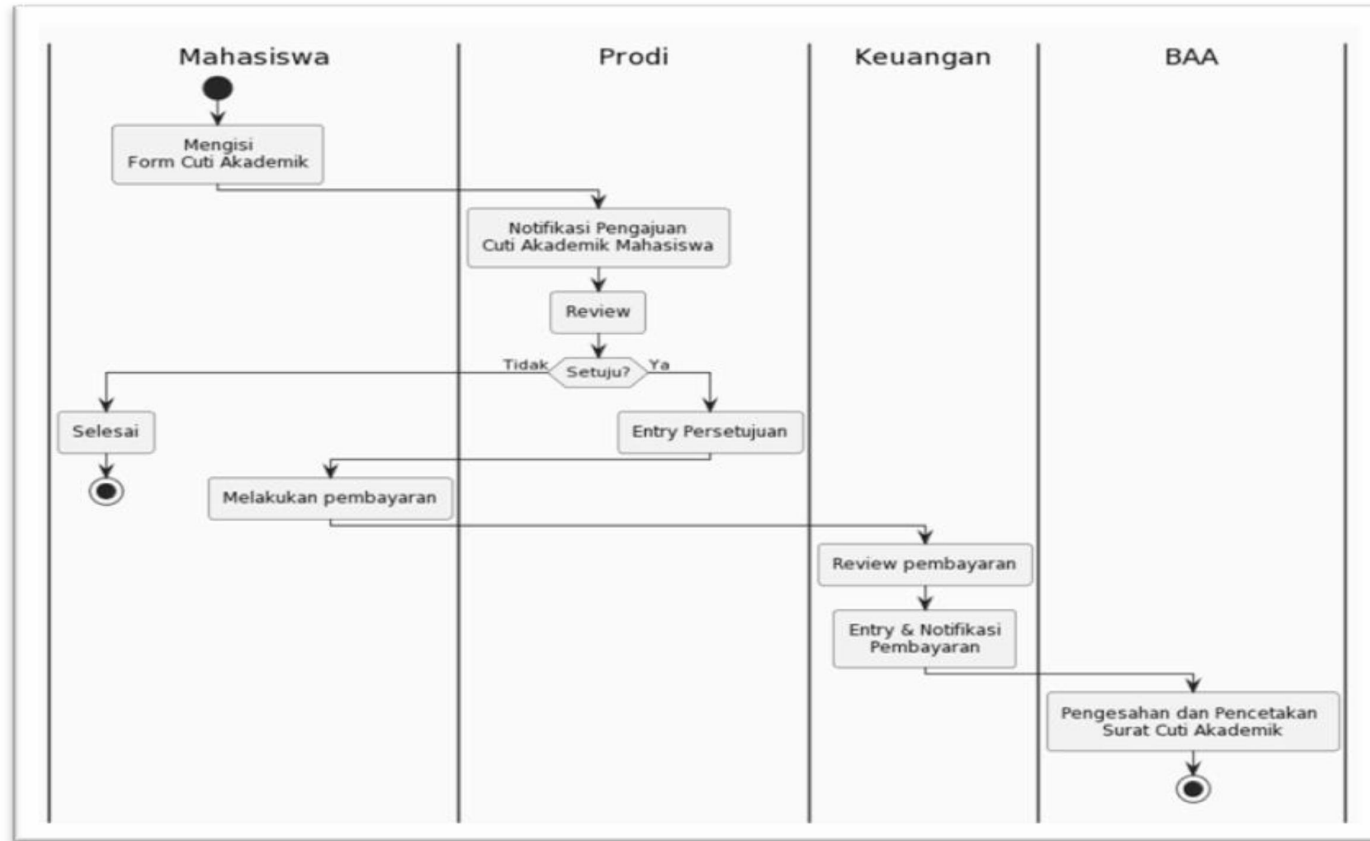 Mahasiswa
Prodi
Keuangan
BAA
Mengisi
Form Cuti Akademik
Notifikasi Pengajuan
Cuti Akademik Mahasiswa
Review
Tidak
Setuju?
Ya
Selesai
Entry Persetujuan
Melakukan pembayaran
Review pembayaran
Entry & Notifikasi
Pembayaran
Pengesahan dan Pencetakan
Surat Cuti Akademik